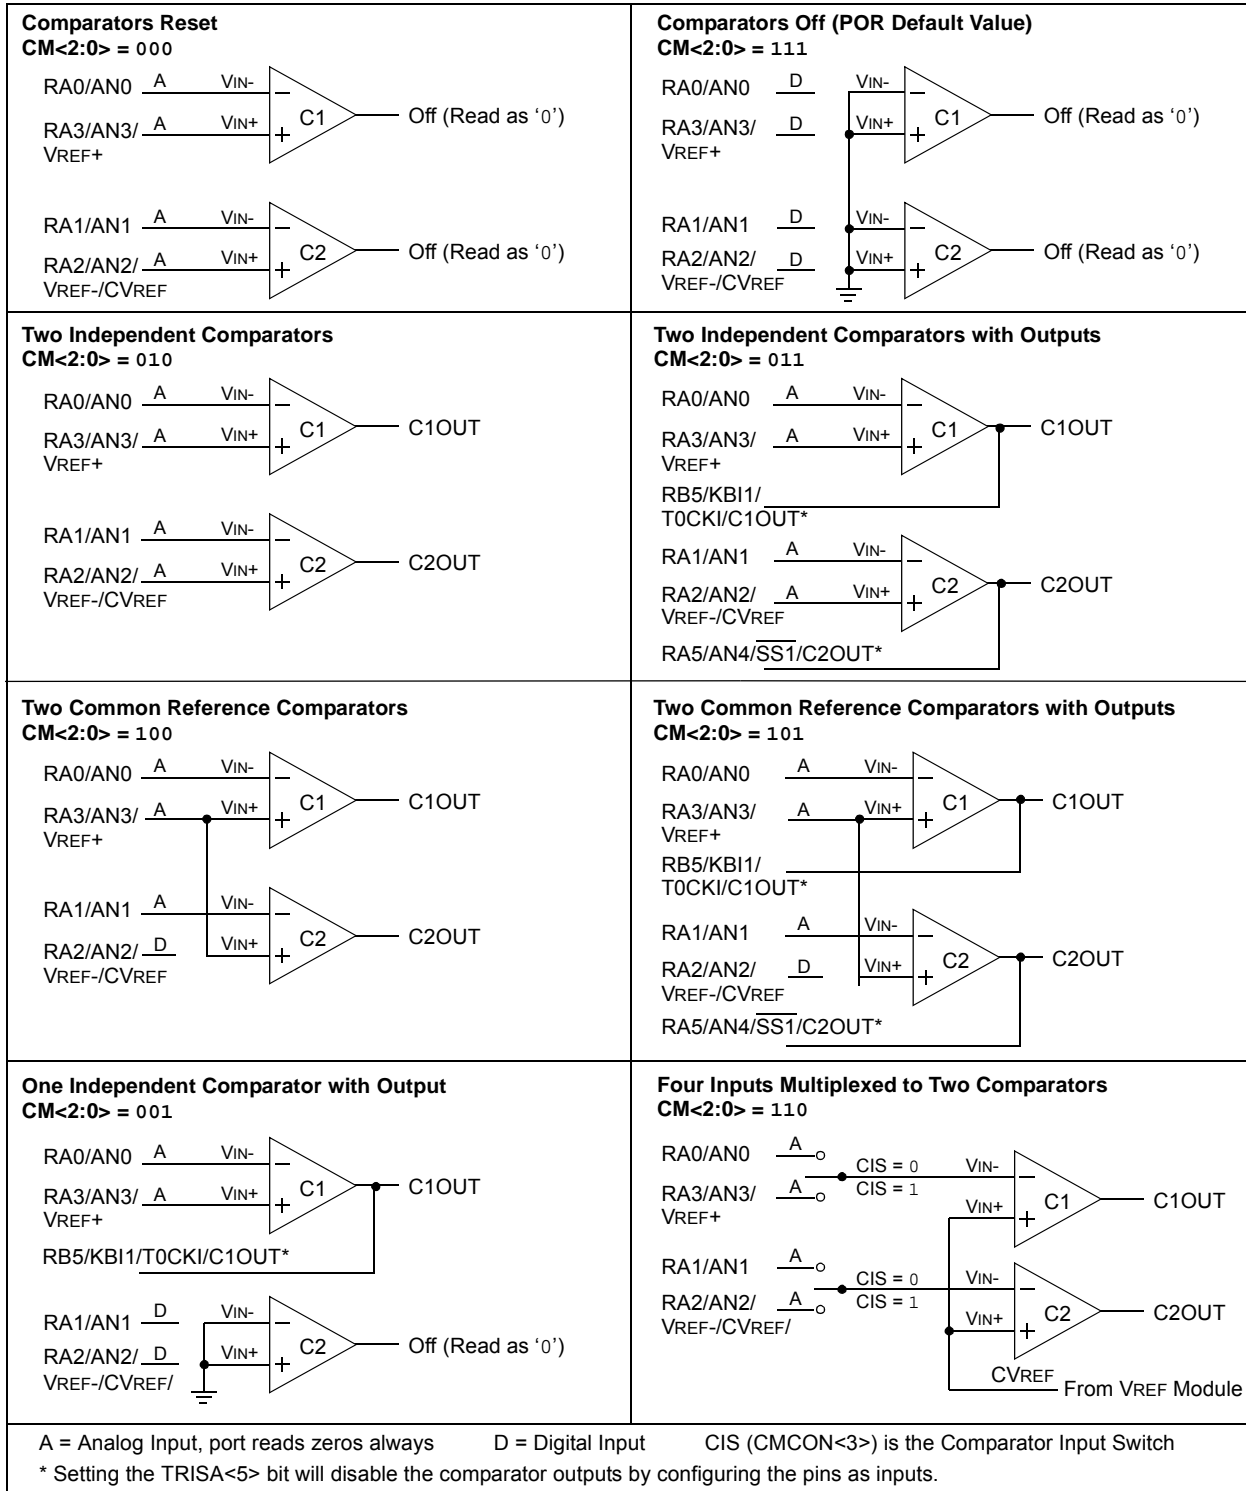 Comparators Reset
CM<2:0> = 000
RA0/AN0 A VIN-
RA3/AN3/ A VIN+
VREF+
C1
Off (Read as ‘0’)
RA1/AN1 A VIN-
RA2/AN2/ A VIN+
VREF-/CVREF
C2
Off (Read as ‘0’)
Comparators Off (POR Default Value)
CM<2:0> = 111
RA0/AN0 D VIN-
RA3/AN3/ D VIN+
VREF+
C1
Off (Read as ‘0’)
RA1/AN1 D VIN-
RA2/AN2/ D VIN+
VREF-/CVREF
C2
Off (Read as ‘0’)
Two Independent Comparators
CM<2:0> = 010
RA0/AN0 A VIN-
RA3/AN3/ A VIN+
VREF+
C1
C1OUT
RA1/AN1 A VIN-
RA2/AN2/ A VIN+
VREF-/CVREF
C2
C2OUT
Two Independent Comparators with Outputs
CM<2:0> = 011
RA0/AN0 A VIN-
RA3/AN3/ A VIN+
VREF+
C1
C1OUT
RB5/KBI1/
T0CKI/C1OUT*
RA1/AN1 A VIN-
RA2/AN2/ A VIN+
VREF-/CVREF
C2
C2OUT
RA5/AN4/SS1/C2OUT*
Two Common Reference Comparators
CM<2:0> = 100
RA0/AN0 A VIN-
RA3/AN3/ A VIN+
VREF+
C1
C1OUT
RA1/AN1 A VIN-
RA2/AN2/ D VIN+
VREF-/CVREF
C2
C2OUT
Two Common Reference Comparators with Outputs
CM<2:0> = 101
RA0/AN0 A VIN-
RA3/AN3/ A VIN+
VREF+
C1
C1OUT
RB5/KBI1/
T0CKI/C1OUT*
RA1/AN1 A VIN-
RA2/AN2/ D VIN+
VREF-/CVREF
C2
C2OUT
RA5/AN4/SS1/C2OUT*
One Independent Comparator with Output
CM<2:0> = 001
RA0/AN0 A VIN-
RA3/AN3/ A VIN+
VREF+
C1
C1OUT
RB5/KBI1/T0CKI/C1OUT*
RA1/AN1 D VIN-
RA2/AN2/ D VIN+
VREF-/CVREF/
C2
Off (Read as ‘0’)
Four Inputs Multiplexed to Two Comparators
CM<2:0> = 110
RA0/AN0 A CIS = 0 VIN-
RA3/AN3/ A CIS = 1 VIN+
VREF+
C1
C1OUT
RA1/AN1 A CIS = 0 VIN-
RA2/AN2/ A CIS = 1 VIN+
VREF-/CVREF/
C2
C2OUT
CVREF
From VREF Module
A = Analog Input, port reads zeros always D = Digital Input CIS (CMCON<3>) is the Comparator Input Switch
* Setting the TRISA<5> bit will disable the comparator outputs by configuring the pins as inputs.